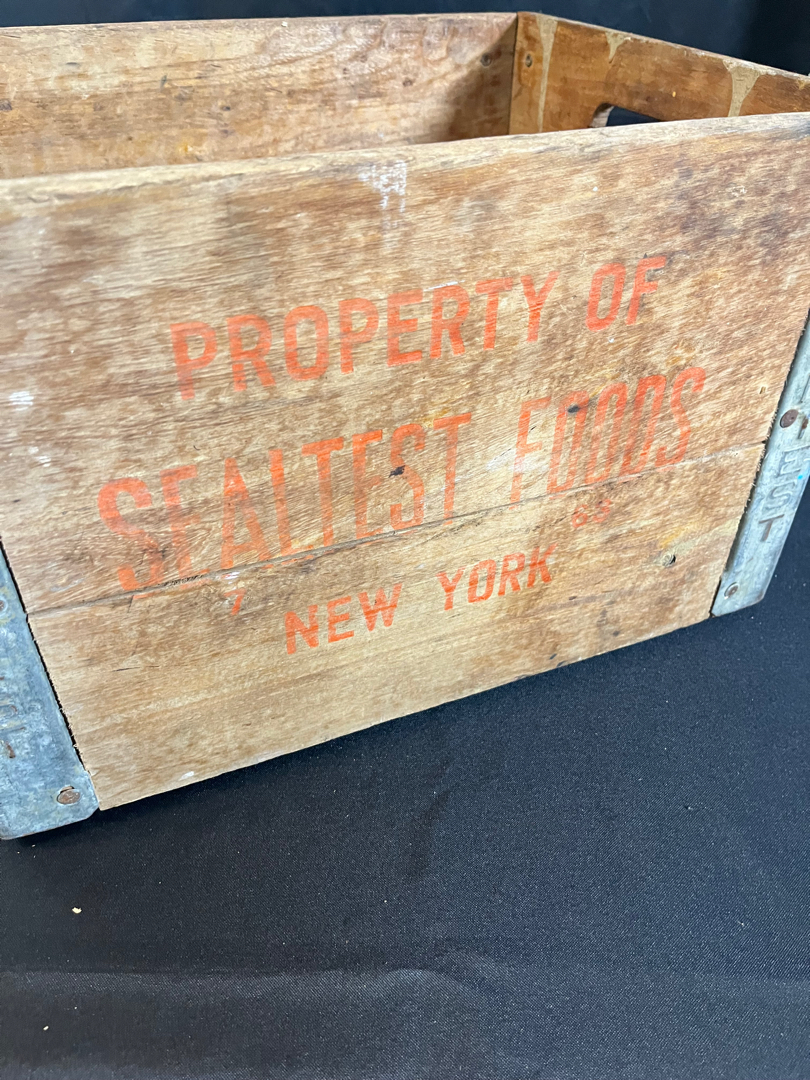 PROPERTY OF
SEALTEST FOODS
7 65
NEW YORK